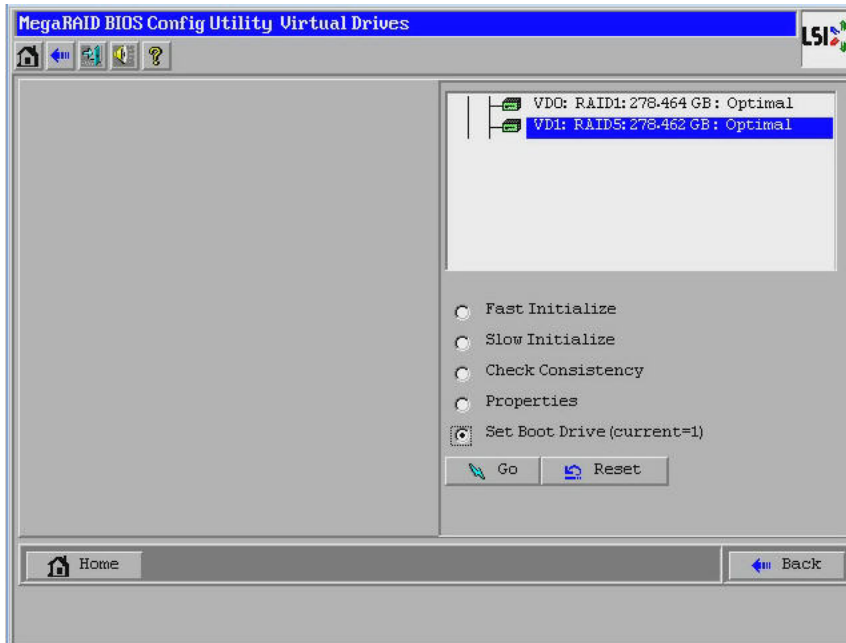 MegaRAID BIOS Config Utility Virtual Drives
LSI
VD0: RAID1: 278.464 GB: Optimal
VD1: RAID5: 278.462 GB: Optimal
Fast Initialize
Slow Initialize
Check Consistency
Properties
Set Boot Drive (current=1)
Go
Reset
Home
Back